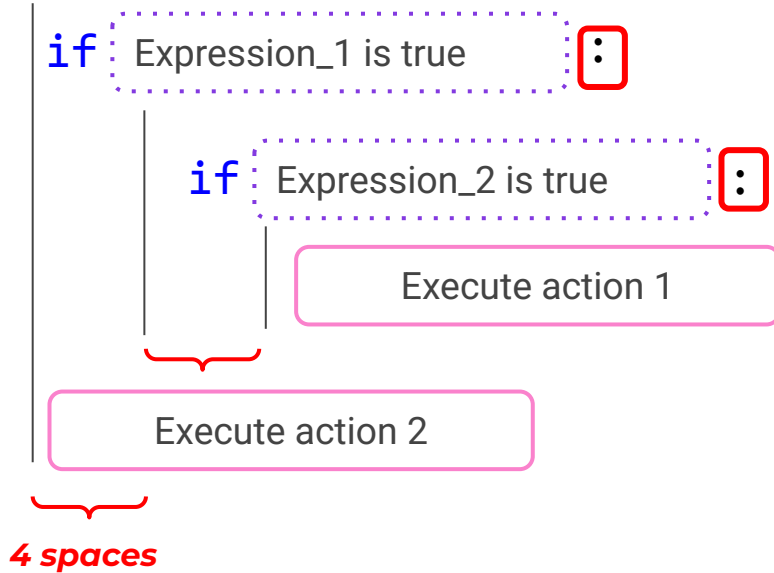 if Expression_1 is true :
if Expression_2 is true :
Execute action 1
Execute action 2
4 spaces